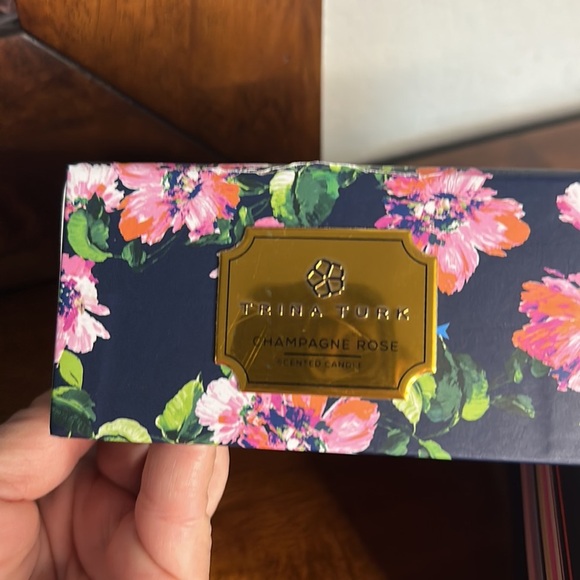 TRINA TURK
CHAMPAGNE ROSE
SCENTED CANDLE